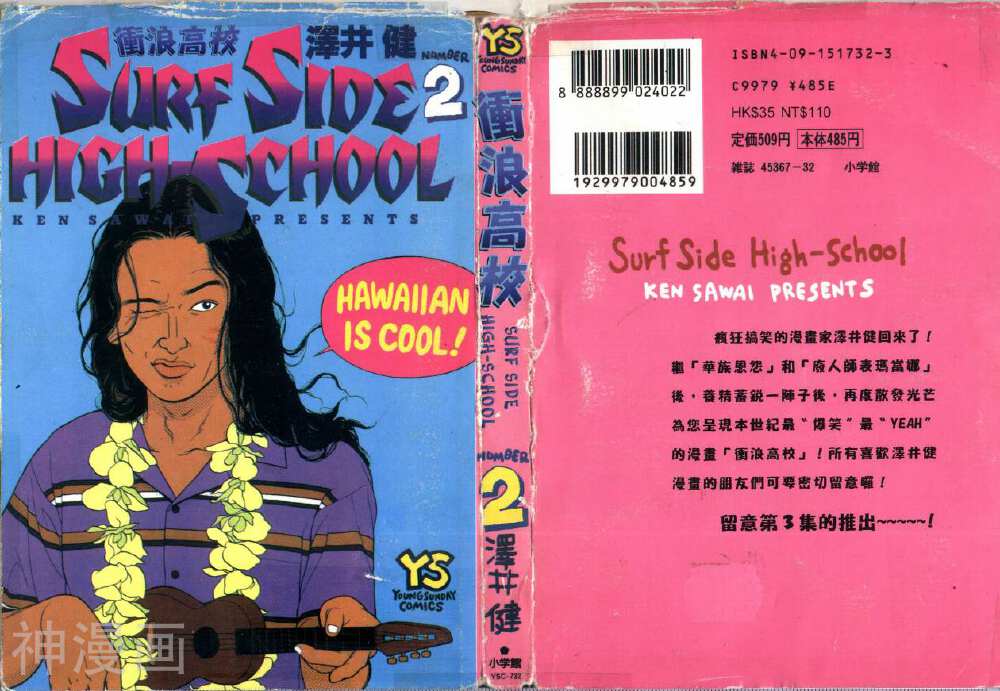 衝浪高校
澤井 健
SURF SIDE
NUMBER
2
HIGH-SCHOOL
KEN SAWAI PRESENTS
HAWAIIAN
IS COOL!
YS
YOUNG SUNDAY
COMICS
神漫画
YS
YOUNG SUNDAY
COMICS
衝浪高校
SURF SIDE
HIGH-SCHOOL
NUMBER
2
澤井健
小学館
YSC-732
8 888899 024022
1929979004859
ISBN4-09-151732-3
C9979 ¥485E
HK$35 NT$110
定価509円 本体485円
雑誌 45367-32 小学館
Surf Side High-School
KEN SAWAI PRESENTS
瘋狂搞笑的漫畫家澤井健回來了！
繼「華族恩怨」和「廢人師表瑪當娜」
後，養精蓄銳一陣子後，再度散發光芒
為您呈現本世紀最“爆笑”最“YEAH”
的漫畫「衝浪高校」！所有喜歡澤井健
漫畫的朋友們可要密切留意囉！
留意第3集的推出~~~~~!